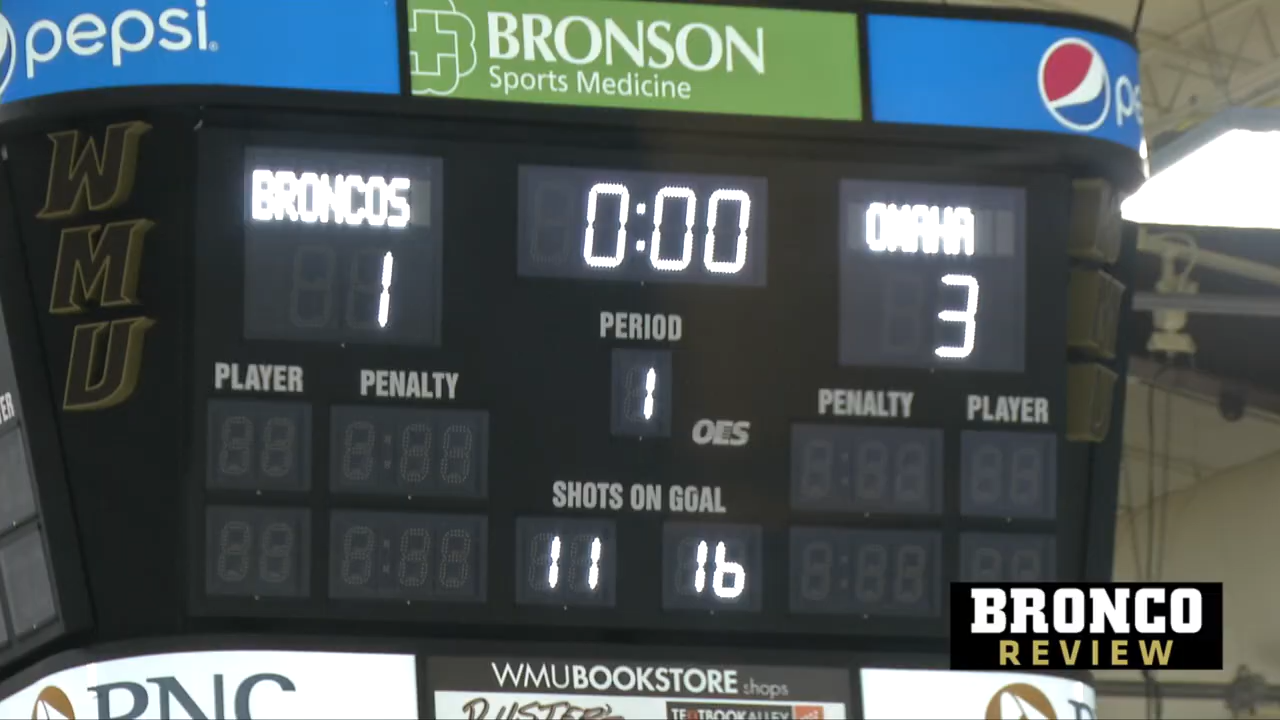 pepsi
BRONSON
Sports Medicine
W
M
U
BRONCOS
0:00
OMAHA
1
3
PERIOD
1
PLAYER
PENALTY
PENALTY
PLAYER
OES
SHOTS ON GOAL
11
16
BRONCO
REVIEW
PNC
WMUBOOKSTORE shops